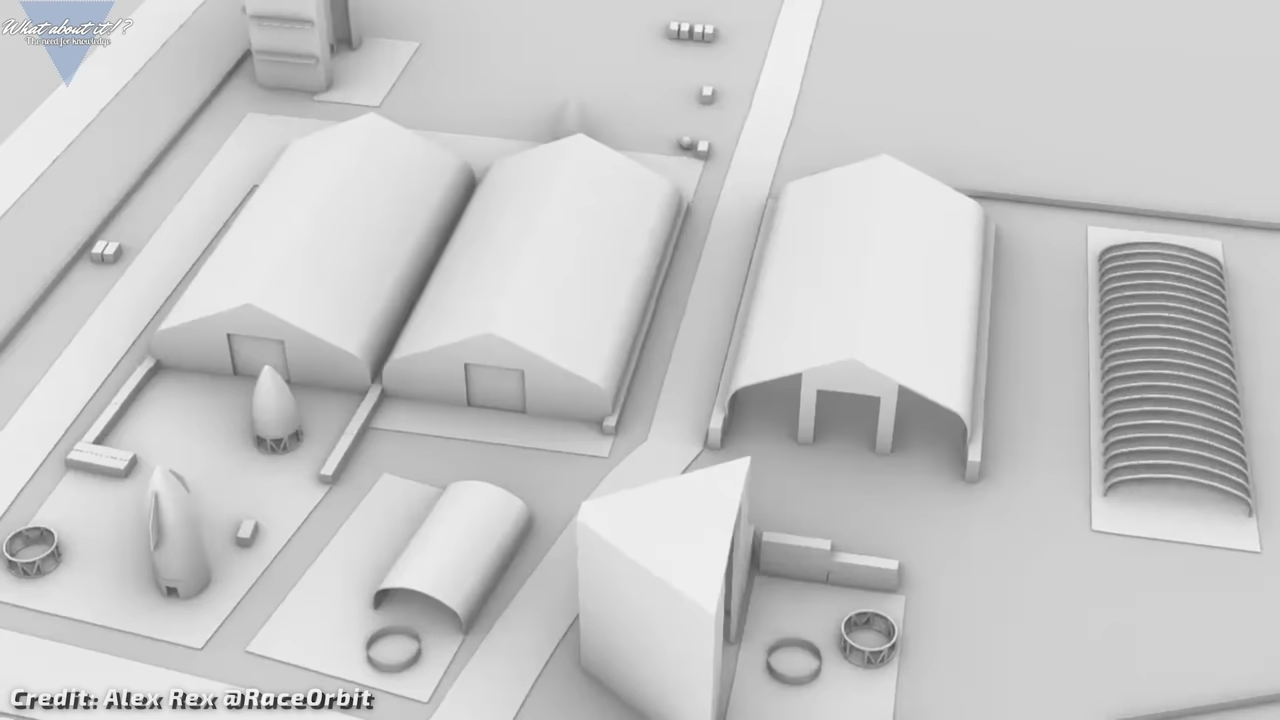 What about it!?
The need for knowledge
Credit: Alex Rex @RaceOrbit